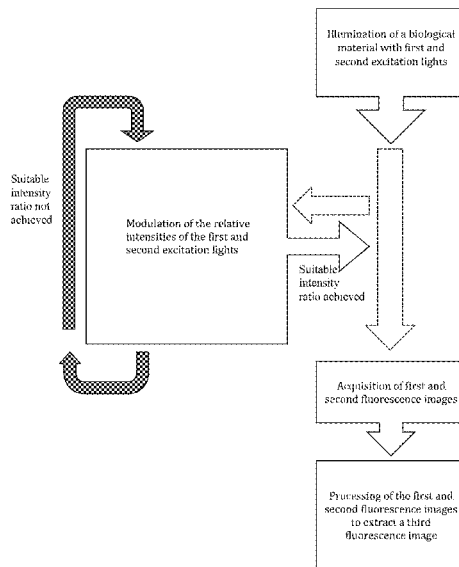 Illumination of a biological
material with first and
second excitation lights
Suitable
intensity
ratio not
achieved
Modulation of the relative
intensities of the first and
second excitation lights
Suitable
intensity
ratio achieved
Acquisition of first and
second fluorescence images
Processing of the first and
second fluorescence images
to extract a third
fluorescence image